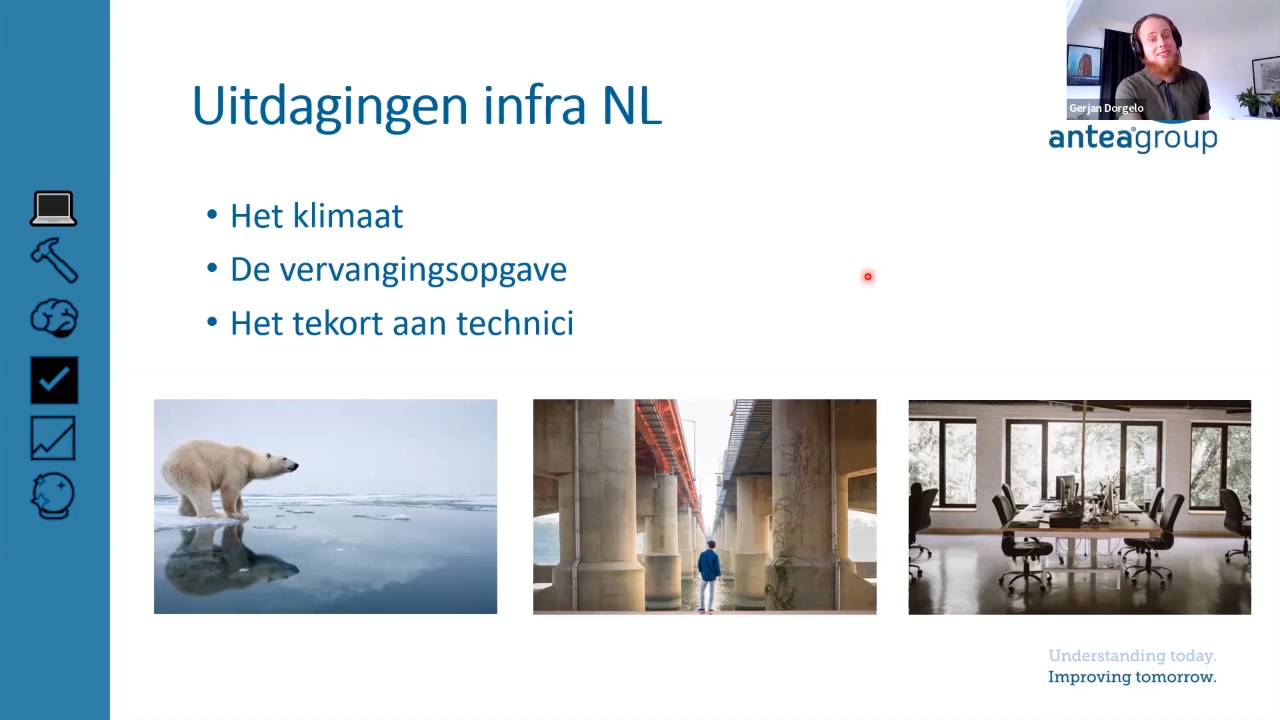 Uitdagingen infra NL
Gerjan Dorgelo
anteagroup
• Het klimaat
• De vervangingsopgave
• Het tekort aan technici
Understanding today.
Improving tomorrow.